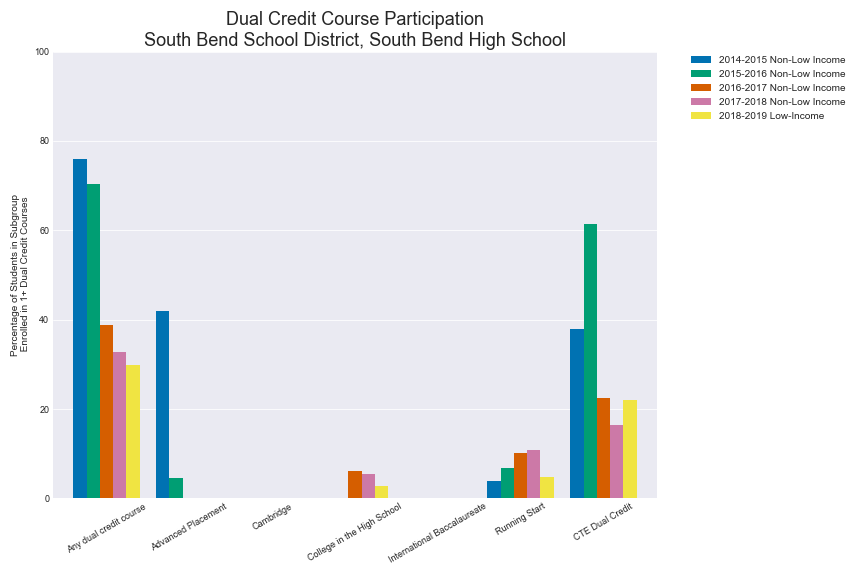 Dual Credit Course Participation
South Bend School District, South Bend High School
2014-2015 Non-Low Income
2015-2016 Non-Low Income
2016-2017 Non-Low Income
2017-2018 Non-Low Income
2018-2019 Low-Income
Percentage of Students in Subgroup
Enrolled in 1+ Dual Credit Courses
100
80
60
40
20
0
Any dual credit course
Advanced Placement
Cambridge
College in the High School
International Baccalaureate
Running Start
CTE Dual Credit